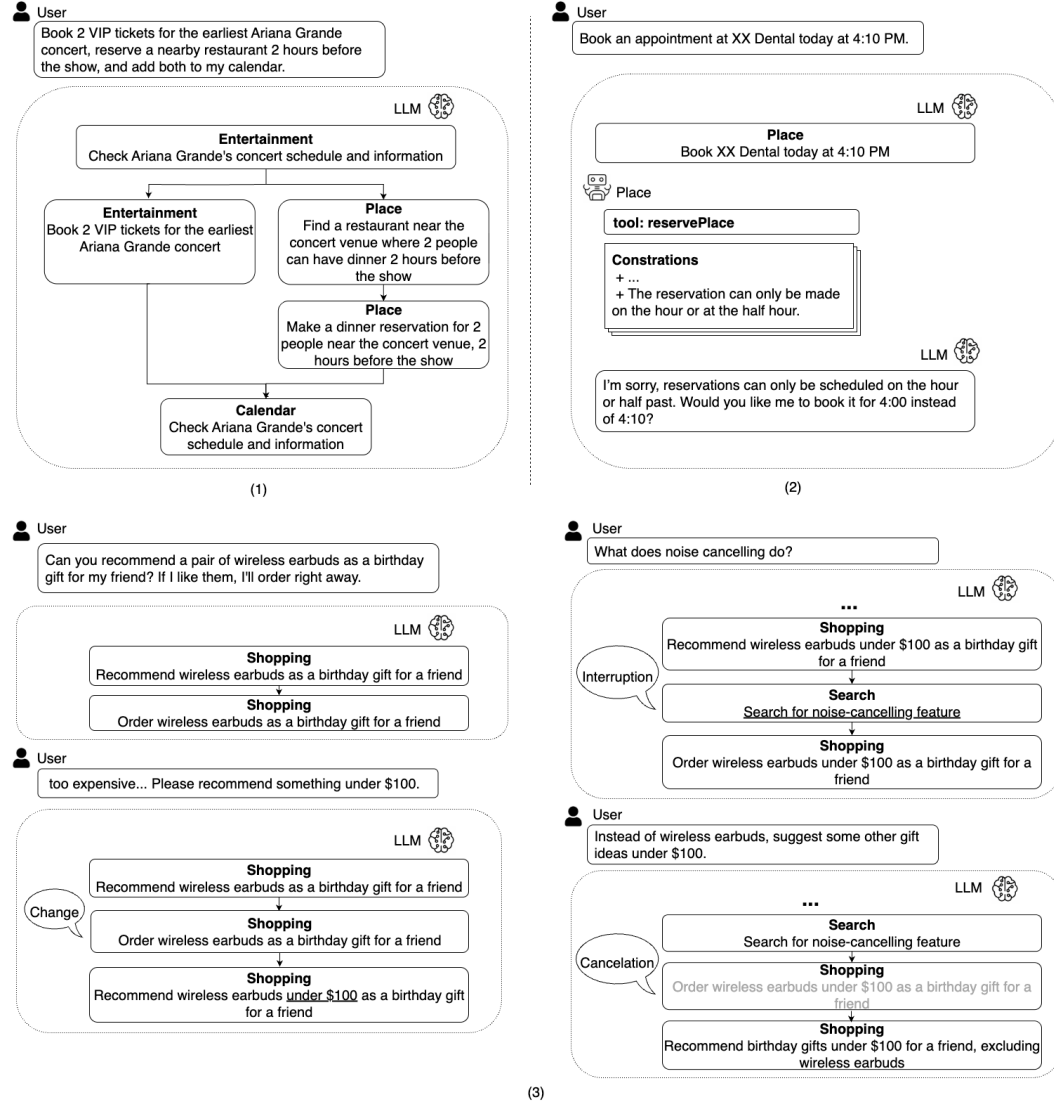 User
Book 2 VIP tickets for the earliest Ariana Grande
concert, reserve a nearby restaurant 2 hours before
the show, and add both to my calendar.
LLM
Entertainment
Check Ariana Grande's concert schedule and information
Entertainment
Book 2 VIP tickets for the earliest
Ariana Grande concert
Place
Find a restaurant near the
concert venue where 2 people
can have dinner 2 hours before
the show
Place
Make a dinner reservation for 2
people near the concert venue, 2
hours before the show
Calendar
Check Ariana Grande's concert
schedule and information
(1)
User
Book an appointment at XX Dental today at 4:10 PM.
LLM
Place
Book XX Dental today at 4:10 PM
Place
tool: reservePlace
Constrations
+ ...
+ The reservation can only be made
on the hour or at the half hour.
LLM
I'm sorry, reservations can only be scheduled on the hour
or half past. Would you like me to book it for 4:00 instead
of 4:10?
(2)
User
Can you recommend a pair of wireless earbuds as a birthday
gift for my friend? If I like them, I'll order right away.
LLM
Shopping
Recommend wireless earbuds as a birthday gift for a friend
Shopping
Order wireless earbuds as a birthday gift for a friend
User
too expensive... Please recommend something under $100.
LLM
Change
Shopping
Recommend wireless earbuds as a birthday gift for a friend
Shopping
Order wireless earbuds as a birthday gift for a friend
Shopping
Recommend wireless earbuds under $100 as a birthday gift
for a friend
User
What does noise cancelling do?
LLM
...
Interruption
Shopping
Recommend wireless earbuds under $100 as a birthday gift
for a friend
Search
Search for noise-cancelling feature
Shopping
Order wireless earbuds under $100 as a birthday gift for a
friend
User
Instead of wireless earbuds, suggest some other gift
ideas under $100.
LLM
...
Cancelation
Search
Search for noise-cancelling feature
Shopping
Order wireless earbuds under $100 as a birthday gift for a
friend
Shopping
Recommend birthday gifts under $100 for a friend, excluding
wireless earbuds
(3)